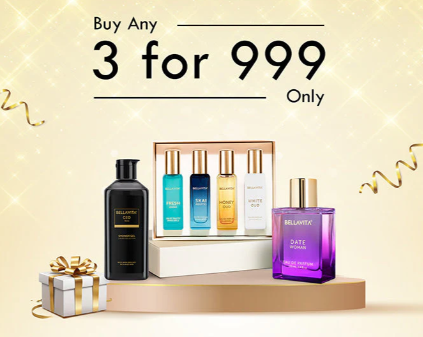 Buy Any
3 for 999
Only
BELLAVITA
CEO
BELLAVITA
FRESH
BELLAVITA
BELLAVITA
HONEY
OUD
BELLAVITA
WHITE
OUD
BELLAVITA
DATE
WOMAN
EAU DE PARFUM